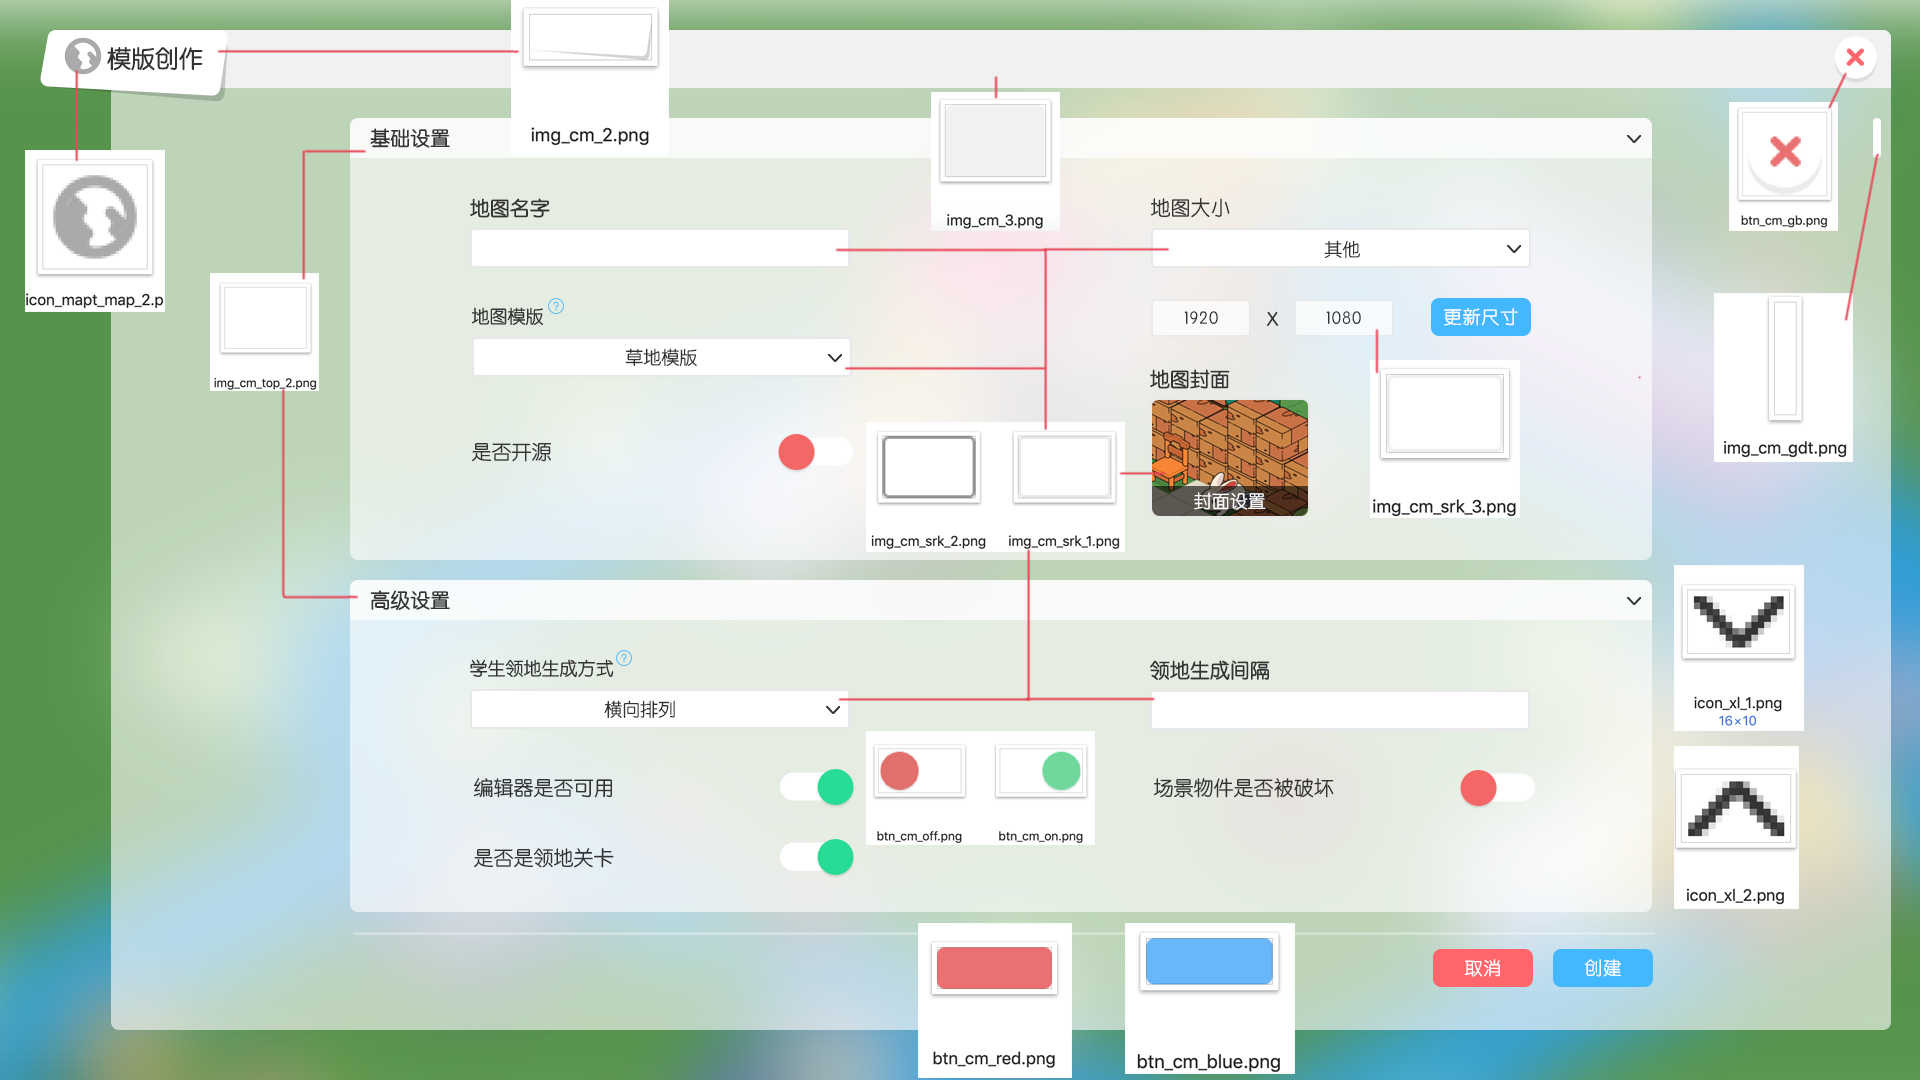 模版创作
img_cm_2.png
基础设置
icon_mapt_map_2.p
img_cm_3.png
btn_cm_gb.png
地图名字
地图大小
其他
地图模版
?
1920
X
1080
更新尺寸
草地模版
img_cm_top_2.png
地图封面
是否开源
封面设置
img_cm_srk_3.png
img_cm_gdt.png
img_cm_srk_2.png
img_cm_srk_1.png
高级设置
学生领地生成方式
?
领地生成间隔
横向排列
icon_xl_1.png
16×10
编辑器是否可用
场景物件是否被破坏
btn_cm_off.png
btn_cm_on.png
是否是领地关卡
icon_xl_2.png
取消
创建
btn_cm_red.png
btn_cm_blue.png